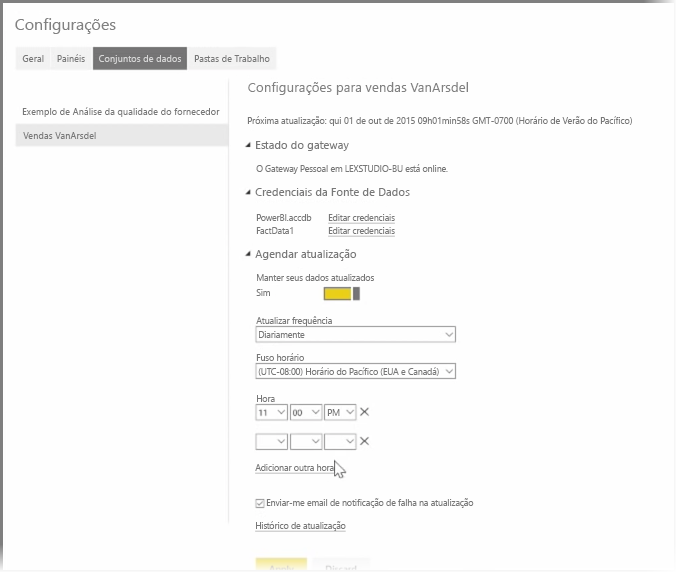 Configurações
Geral Painéis Conjuntos de dados Pastas de Trabalho
Exemplo de Análise da qualidade do fornecedor
Vendas VanArsdel
Configurações para vendas VanArsdel
Próxima atualização: qui 01 de out de 2015 09h01min58s GMT-0700 (Horário de Verão do Pacífico)
Estado do gateway
O Gateway Pessoal em LEXSTUDIO-BU está online.
Credenciais da Fonte de Dados
PowerBI.accdb Editar credenciais
FactData1 Editar credenciais
Agendar atualização
Manter seus dados atualizados
Sim
Atualizar frequência
Diariamente
Fuso horário
(UTC-08:00) Horário do Pacífico (EUA e Canadá)
Hora
11 00 PM
Adicionar outra hora
Enviar-me email de notificação de falha na atualização
Histórico de atualização
Apply Discard